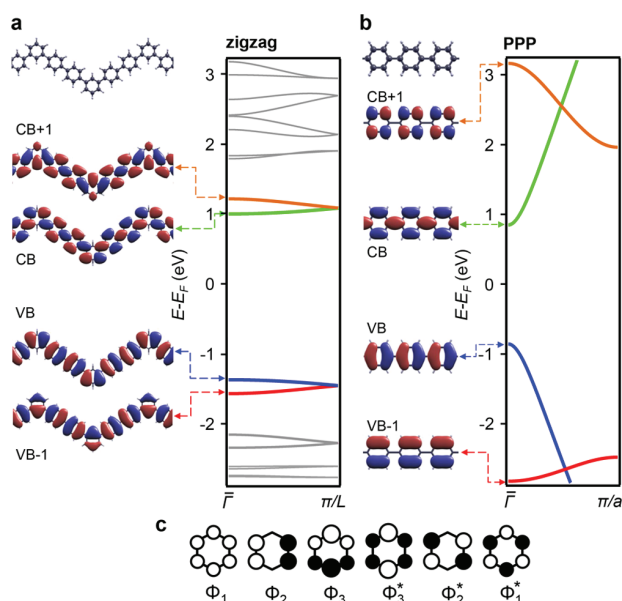 a
zigzag
b
PPP
3
2
1
0
-1
-2
E-E_F (eV)
CB+1
CB
VB
VB-1
Γ̄
π/L
3
2
1
0
-1
-2
E-E_F (eV)
CB+1
CB
VB
VB-1
Γ̄
π/a
c
Φ₁ Φ₂ Φ₃ Φ₃* Φ₂* Φ₁*